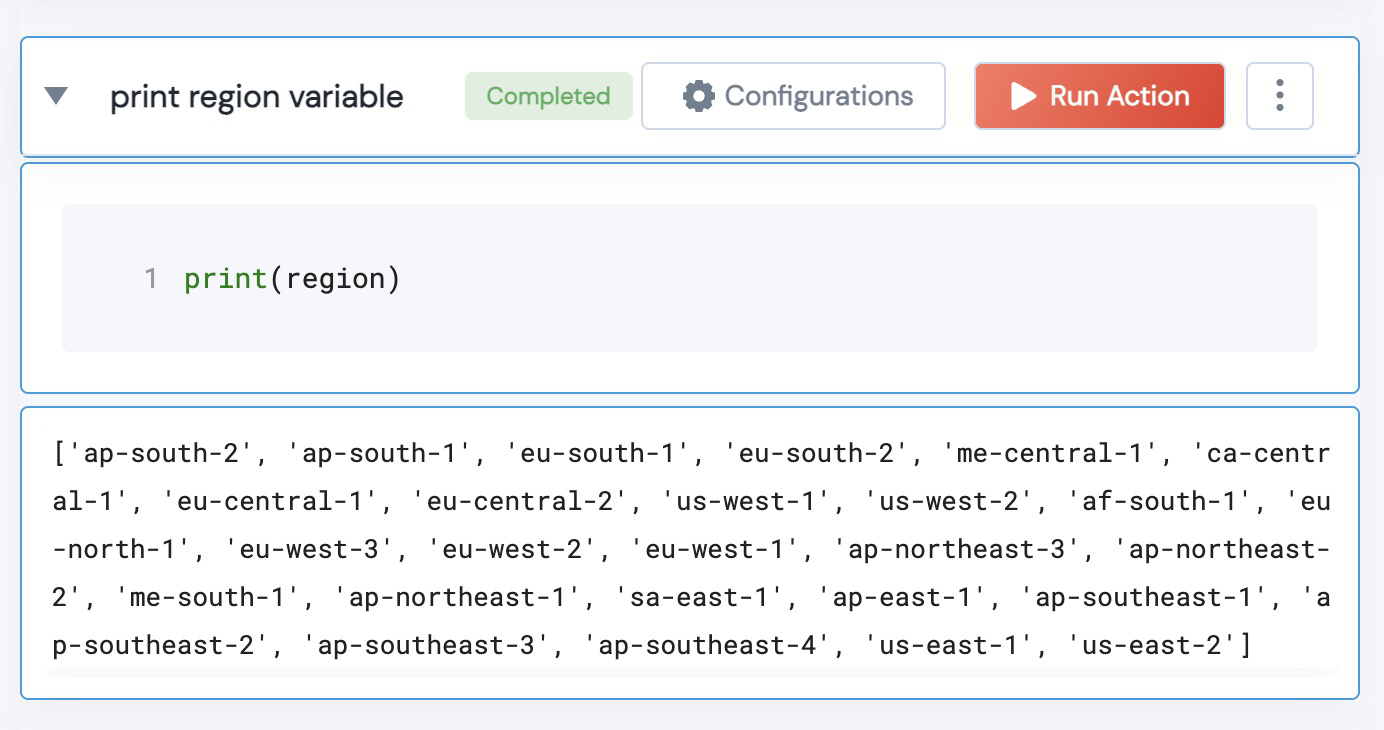 print region variable
Completed
Configurations
Run Action
1 print(region)
['ap-south-2', 'ap-south-1', 'eu-south-1', 'eu-south-2', 'me-central-1', 'ca-centr
al-1', 'eu-central-1', 'eu-central-2', 'us-west-1', 'us-west-2', 'af-south-1', 'eu
-north-1', 'eu-west-3', 'eu-west-2', 'eu-west-1', 'ap-northeast-3', 'ap-northeast-
2', 'me-south-1', 'ap-northeast-1', 'sa-east-1', 'ap-east-1', 'ap-southeast-1', 'a
p-southeast-2', 'ap-southeast-3', 'ap-southeast-4', 'us-east-1', 'us-east-2']